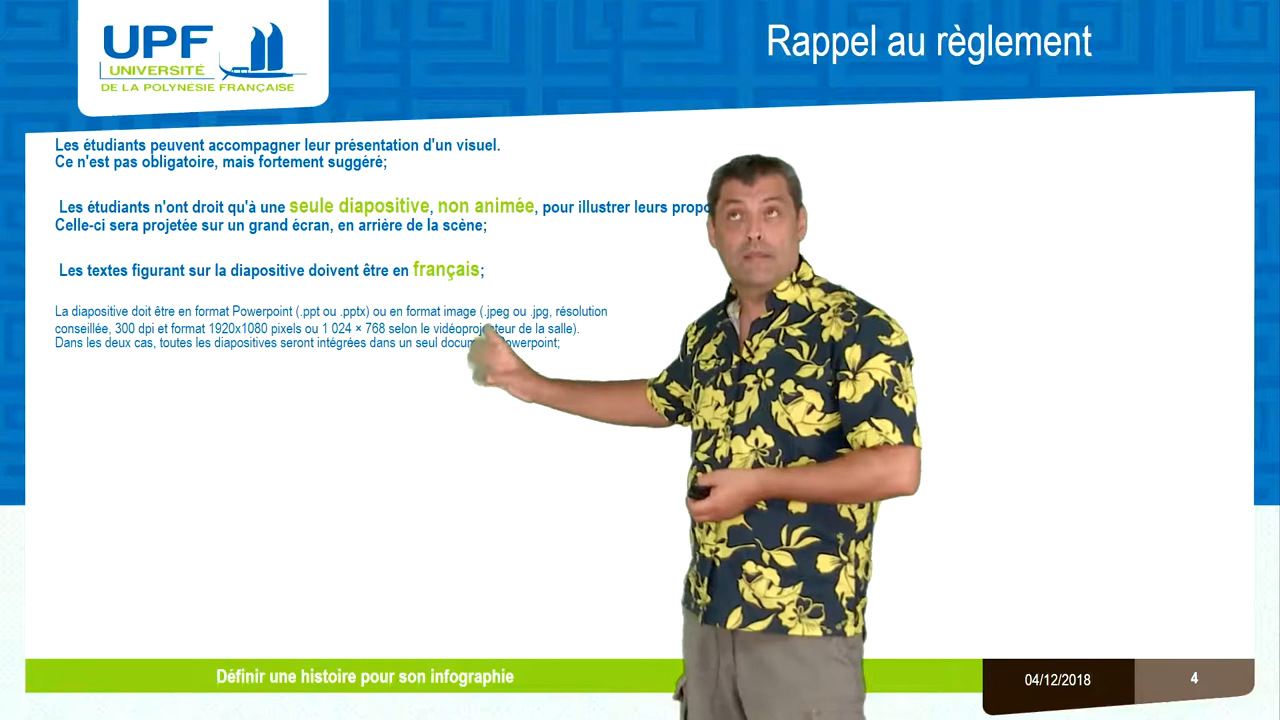 UPF
UNIVERSITÉ
DE LA POLYNÉSIE FRANÇAISE
Rappel au règlement
Les étudiants peuvent accompagner leur présentation d'un visuel.
Ce n'est pas obligatoire, mais fortement suggéré;
Les étudiants n'ont droit qu'à une seule diapositive, non animée, pour illustrer leurs
Celle-ci sera projetée sur un grand écran, en arrière de la scène;
Les textes figurant sur la diapositive doivent être en français;
La diapositive doit être en format Powerpoint (.ppt ou .pptx) ou en format image (.jpeg ou .jpg, résolution
conseillée, 300 dpi et format 1920x1080 pixels ou 1 024 × 768 selon le vidéoprojecteur de la salle).
Dans les deux cas, toutes les diapositives seront intégrées dans un seul
Définir une histoire pour son infographie
04/12/2018
4